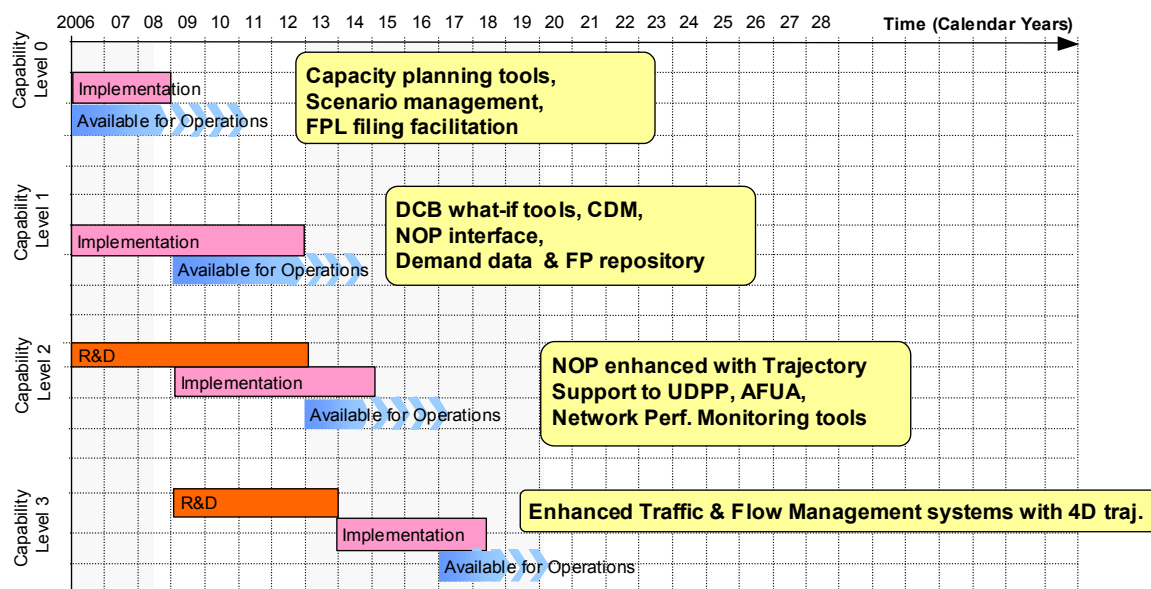 2006 07 08 09 10 11 12 13 14 15 16 17 18 19 20 21 22 23 24 25 26 27 28 Time (Calendar Years)
Capability
Level 0
Implementation
Available for Operations
Capacity planning tools,
Scenario management,
FPL filing facilitation
Capability
Level 1
Implementation
Available for Operations
DCB what-if tools, CDM,
NOP interface,
Demand data & FP repository
Capability
Level 2
R&D
Implementation
Available for Operations
NOP enhanced with Trajectory
Support to UDPP, AFUA,
Network Perf. Monitoring tools
Capability
Level 3
R&D
Implementation
Available for Operations
Enhanced Traffic & Flow Management systems with 4D traj.